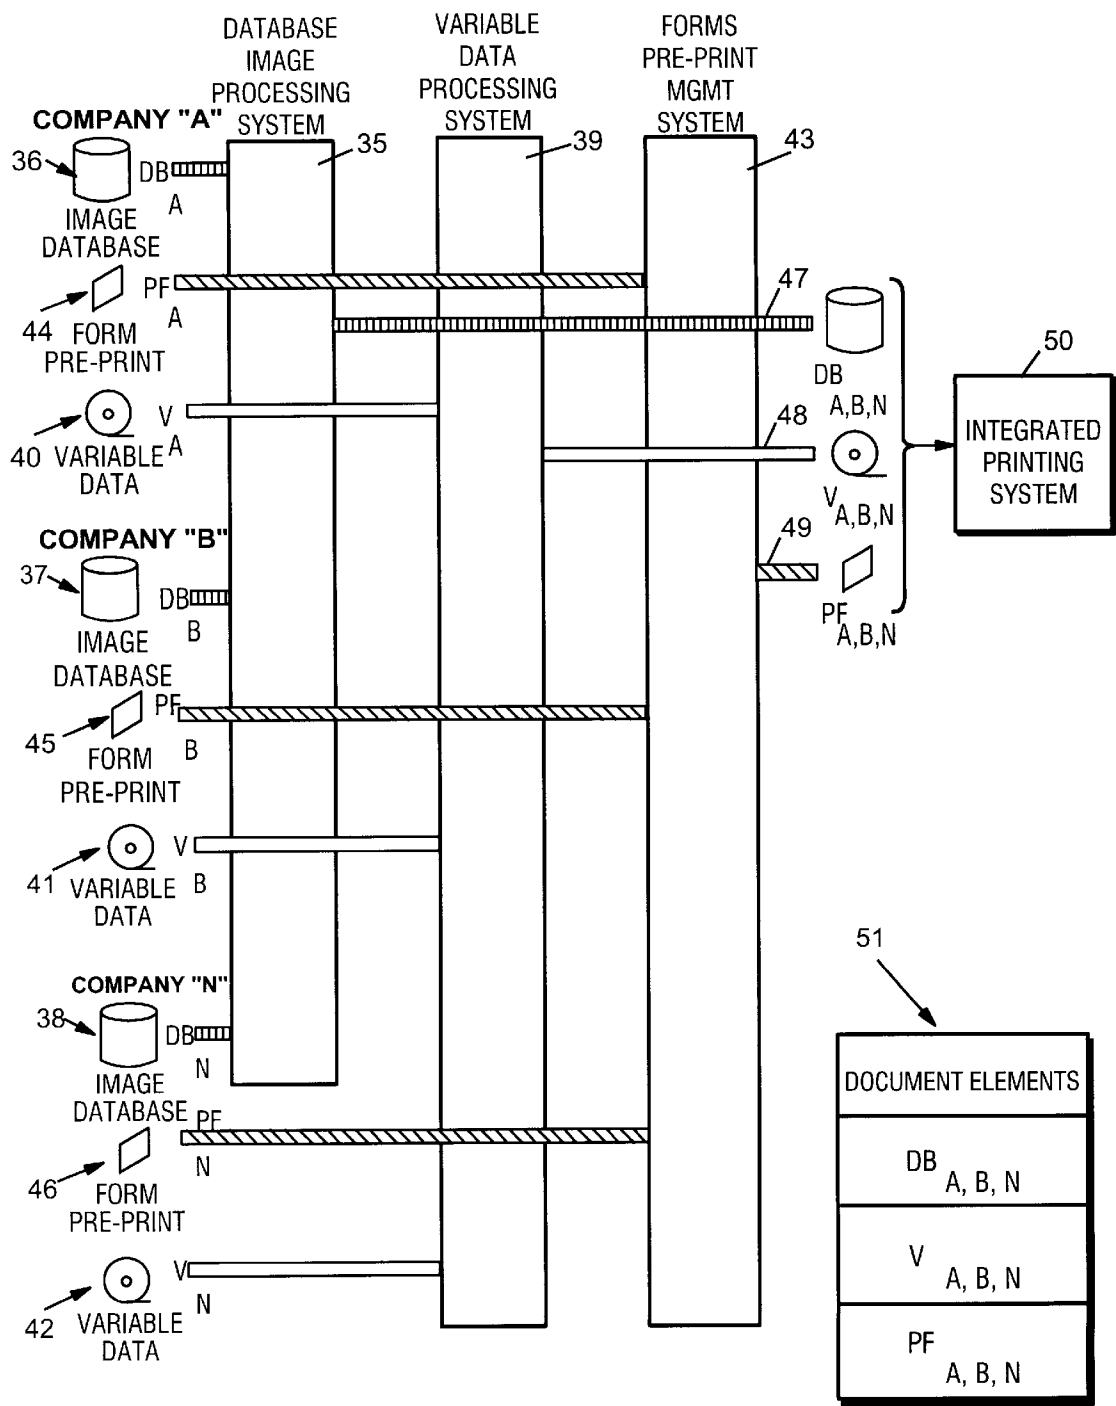 DATABASE
IMAGE
PROCESSING
SYSTEM
VARIABLE
DATA
PROCESSING
SYSTEM
FORMS
PRE-PRINT
MGMT
SYSTEM
35
39
43
COMPANY "A"
36
DB
A
IMAGE
DATABASE
PF
A
44
FORM
PRE-PRINT
V
A
40
VARIABLE
DATA
47
DB
A,B,N
48
V
A,B,N
49
PF
A,B,N
50
INTEGRATED
PRINTING
SYSTEM
COMPANY "B"
37
DB
B
IMAGE
DATABASE
PF
B
45
FORM
PRE-PRINT
V
B
41
VARIABLE
DATA
COMPANY "N"
38
DB
N
IMAGE
DATABASE
PF
N
46
FORM
PRE-PRINT
V
N
42
VARIABLE
DATA
51
DOCUMENT ELEMENTS
DB
A, B, N
V
A, B, N
PF
A, B, N